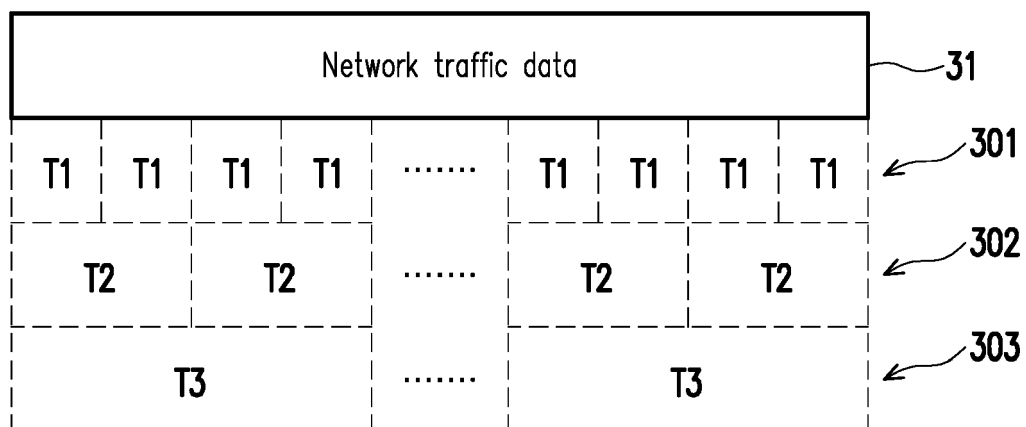 Network traffic data 31
T1 T1 T1 T1 ······· T1 T1 T1 T1 301
T2 T2 ······· T2 T2 302
T3 ······· T3 303